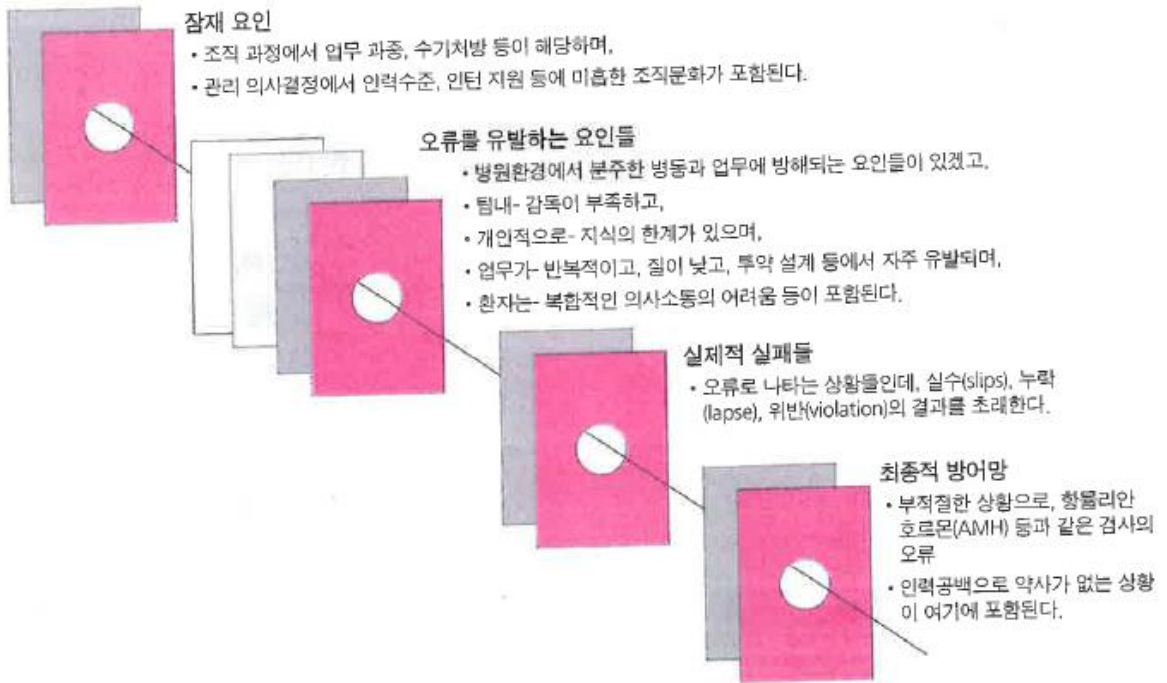 잠재 요인
• 조직 과정에서 업무 과중, 수기처방 등이 해당하며,
• 관리 의사결정에서 인력수준, 인턴 지원 등에 미흡한 조직문화가 포함된다.
오류를 유발하는 요인들
• 병원환경에서 분주한 병동과 업무에 방해되는 요인들이 있겠고,
• 팀내- 감독이 부족하고,
• 개인적으로- 지식의 한계가 있으며,
• 업무가- 반복적이고, 질이 낮고, 투약 설계 등에서 자주 유발되며,
• 환자는- 복합적인 의사소통의 어려움 등이 포함된다.
실제적 실패들
• 오류로 나타는 상황들인데, 실수(slips), 누락
(lapse), 위반(violation)의 결과를 초래한다.
최종적 방어망
• 부적절한 상황으로, 항뮬리안
호르몬(AMH) 등과 같은 검사의
오류
• 인력공백으로 약사가 없는 상황
이 여기에 포함된다.